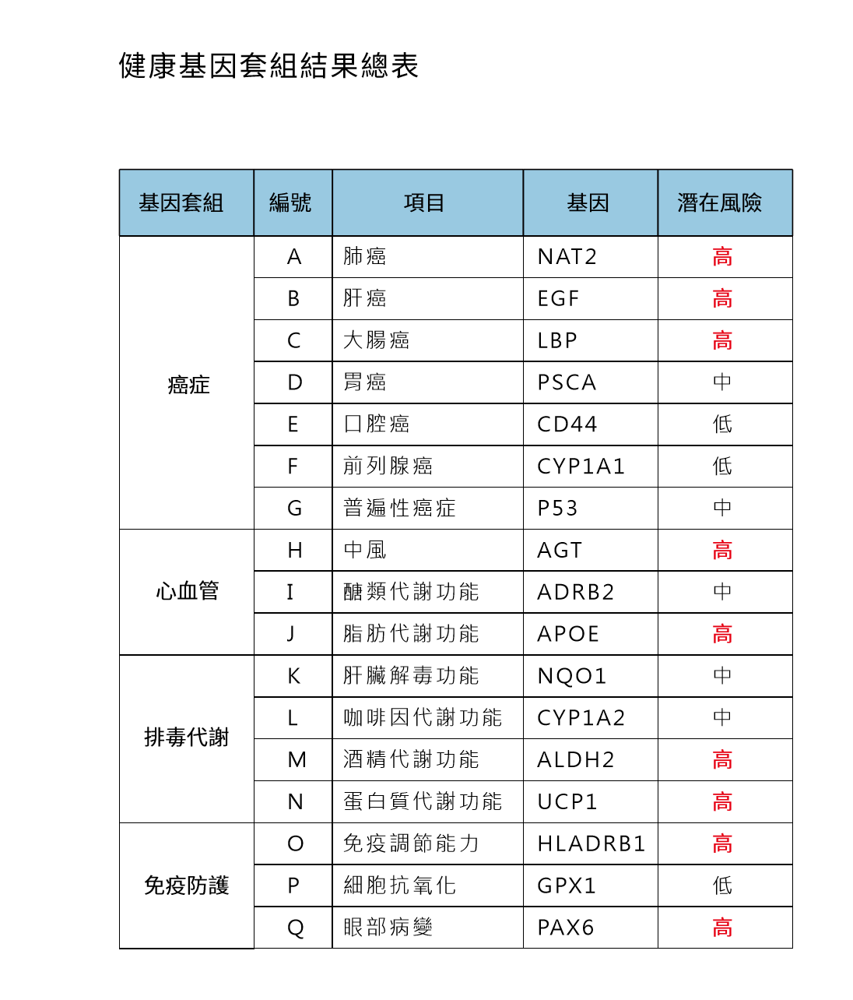 健康基因套組結果總表
基因套組 編號 項目 基因 潛在風險
癌症
A 肺癌 NAT2 高
B 肝癌 EGF 高
C 大腸癌 LBP 高
D 胃癌 PSCA 中
E 口腔癌 CD44 低
F 前列腺癌 CYP1A1 低
G 普遍性癌症 P53 中
心血管
H 中風 AGT 高
I 醣類代謝功能 ADRB2 中
J 脂肪代謝功能 APOE 高
排毒代謝
K 肝臟解毒功能 NQO1 中
L 咖啡因代謝功能 CYP1A2 中
M 酒精代謝功能 ALDH2 高
N 蛋白質代謝功能 UCP1 高
免疫防護
O 免疫調節能力 HLADRB1 高
P 細胞抗氧化 GPX1 低
Q 眼部病變 PAX6 高